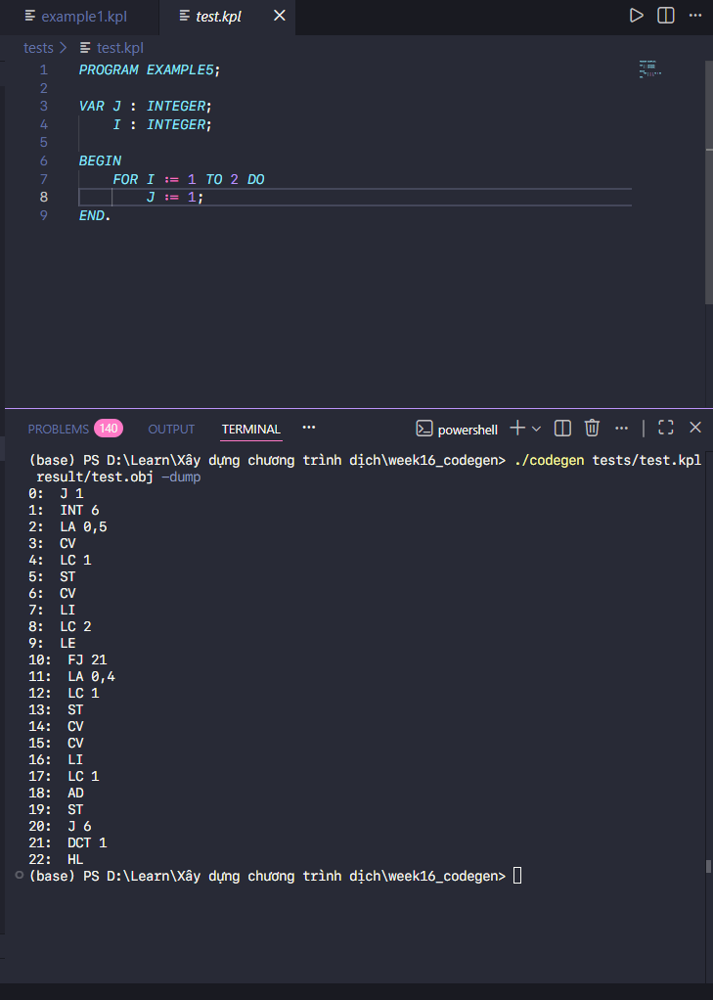 example1.kpl test.kpl
tests > test.kpl
1 PROGRAM EXAMPLE5;
2
3 VAR J : INTEGER;
4 I : INTEGER;
5
6 BEGIN
7 FOR I := 1 TO 2 DO
8 J := 1;
9 END.
PROBLEMS 140 OUTPUT TERMINAL ... powershell
(base) PS D:\Learn\Xây dựng chương trình dịch\week16_codegen> ./codegen tests/test.kpl
result/test.obj -dump
0: J 1
1: INT 6
2: LA 0,5
3: CV
4: LC 1
5: ST
6: CV
7: LI
8: LC 2
9: LE
10: FJ 21
11: LA 0,4
12: LC 1
13: ST
14: CV
15: CV
16: LI
17: LC 1
18: AD
19: ST
20: J 6
21: DCT 1
22: HL
(base) PS D:\Learn\Xây dựng chương trình dịch\week16_codegen>